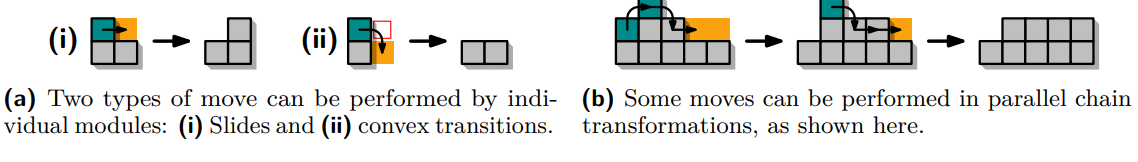 (i)
(ii)
(a) Two types of move can be performed by indi-
vidual modules: (i) Slides and (ii) convex transitions.
(b) Some moves can be performed in parallel chain
transformations, as shown here.